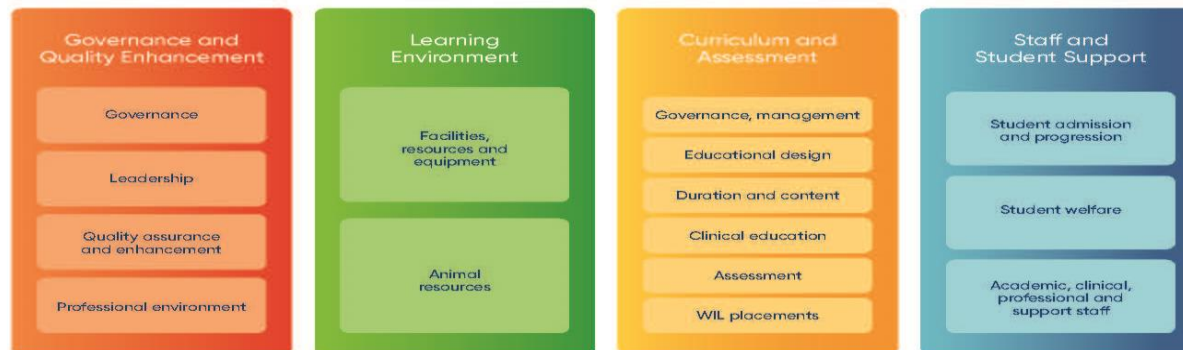 Governance and
Quality Enhancement
Governance
Leadership
Quality assurance
and enhancement
Professional environment
Learning
Environment
Facilities,
resources and
equipment
Animal
resources
Curriculum and
Assessment
Governance, management
Educational design
Duration and content
Clinical education
Assessment
WIL placements
Staff and
Student Support
Student admission
and progression
Student welfare
Academic, clinical,
professional and
support staff